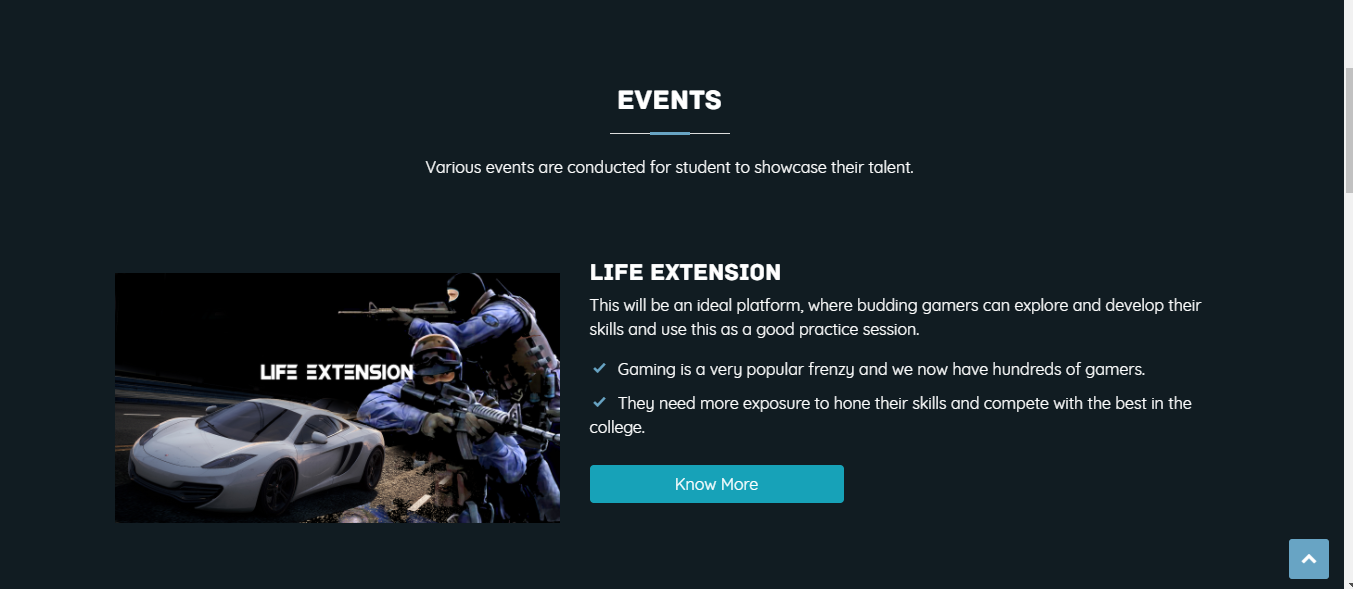 EVENTS
Various events are conducted for student to showcase their talent.
LIFE EXTENSION
LIFE EXTENSION
This will be an ideal platform, where budding gamers can explore and develop their
skills and use this as a good practice session.
Gaming is a very popular frenzy and we now have hundreds of gamers.
They need more exposure to hone their skills and compete with the best in the
college.
Know More